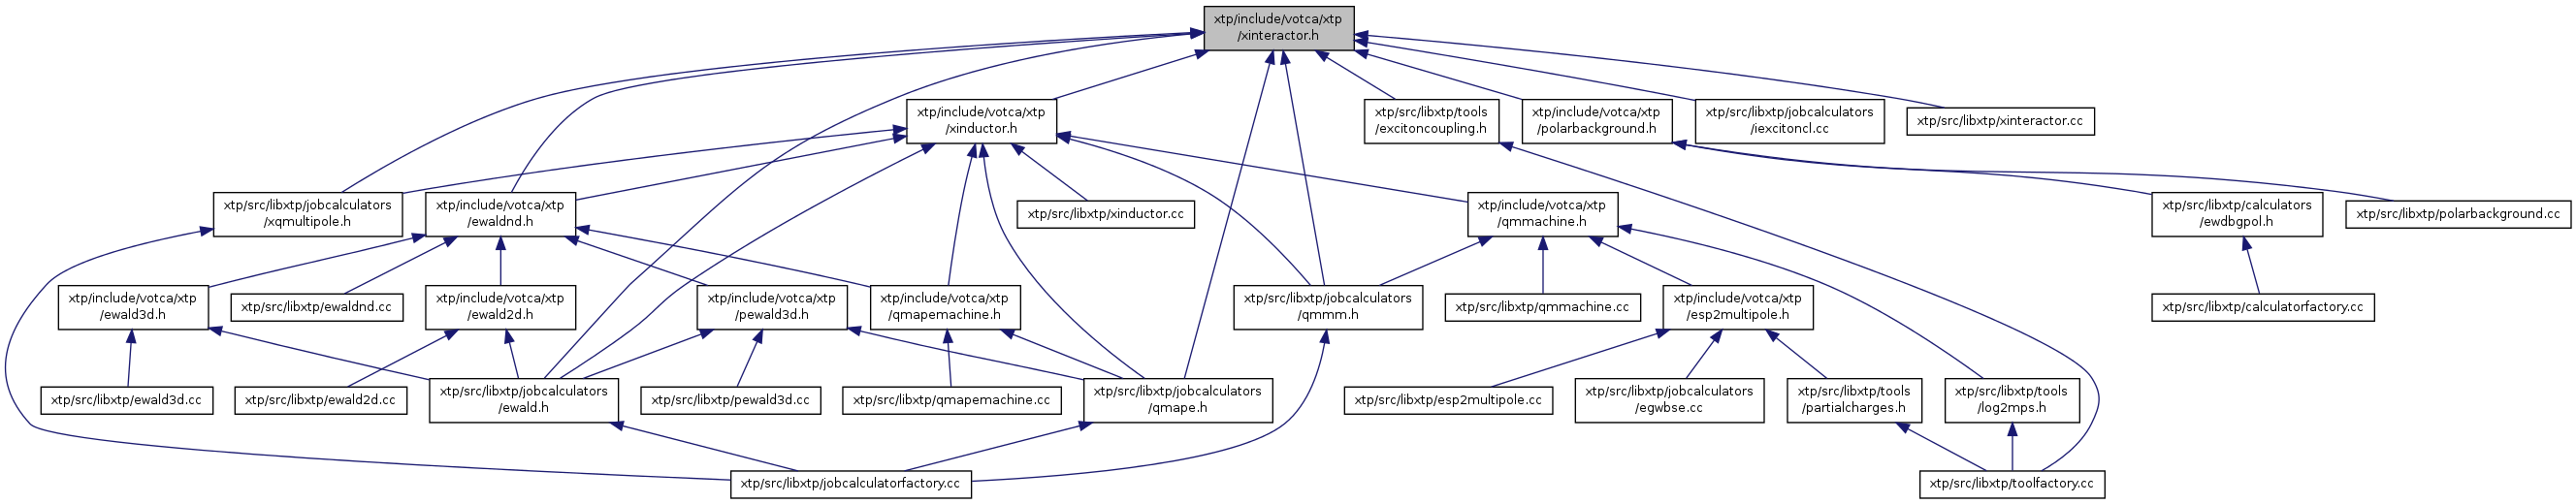 xtp/include/votca/xtp
/xinteractor.h
xtp/include/votca/xtp
/xinductor.h
xtp/src/libxtp/tools
/excitoncoupling.h
xtp/include/votca/xtp
/polarbackground.h
xtp/src/libxtp/jobcalculators
/iexcitoncl.cc
xtp/src/libxtp/xinteractor.cc
xtp/src/libxtp/jobcalculators
/xqmultipole.h
xtp/include/votca/xtp
/ewaldnd.h
xtp/src/libxtp/xinductor.cc
xtp/include/votca/xtp
/qmmachine.h
xtp/src/libxtp/calculators
/ewdbgpol.h
xtp/src/libxtp/polarbackground.cc
xtp/include/votca/xtp
/ewald3d.h
xtp/src/libxtp/ewaldnd.cc
xtp/include/votca/xtp
/ewald2d.h
xtp/include/votca/xtp
/pewald3d.h
xtp/include/votca/xtp
/qmapemachine.h
xtp/src/libxtp/jobcalculators
/qmmm.h
xtp/src/libxtp/qmmachine.cc
xtp/include/votca/xtp
/esp2multipole.h
xtp/src/libxtp/calculatorfactory.cc
xtp/src/libxtp/ewald3d.cc
xtp/src/libxtp/ewald2d.cc
xtp/src/libxtp/jobcalculators
/ewald.h
xtp/src/libxtp/pewald3d.cc
xtp/src/libxtp/qmapemachine.cc
xtp/src/libxtp/jobcalculators
/qmape.h
xtp/src/libxtp/esp2multipole.cc
xtp/src/libxtp/jobcalculators
/egwbse.cc
xtp/src/libxtp/tools
/partialcharges.h
xtp/src/libxtp/tools
/log2mps.h
xtp/src/libxtp/jobcalculatorfactory.cc
xtp/src/libxtp/toolfactory.cc